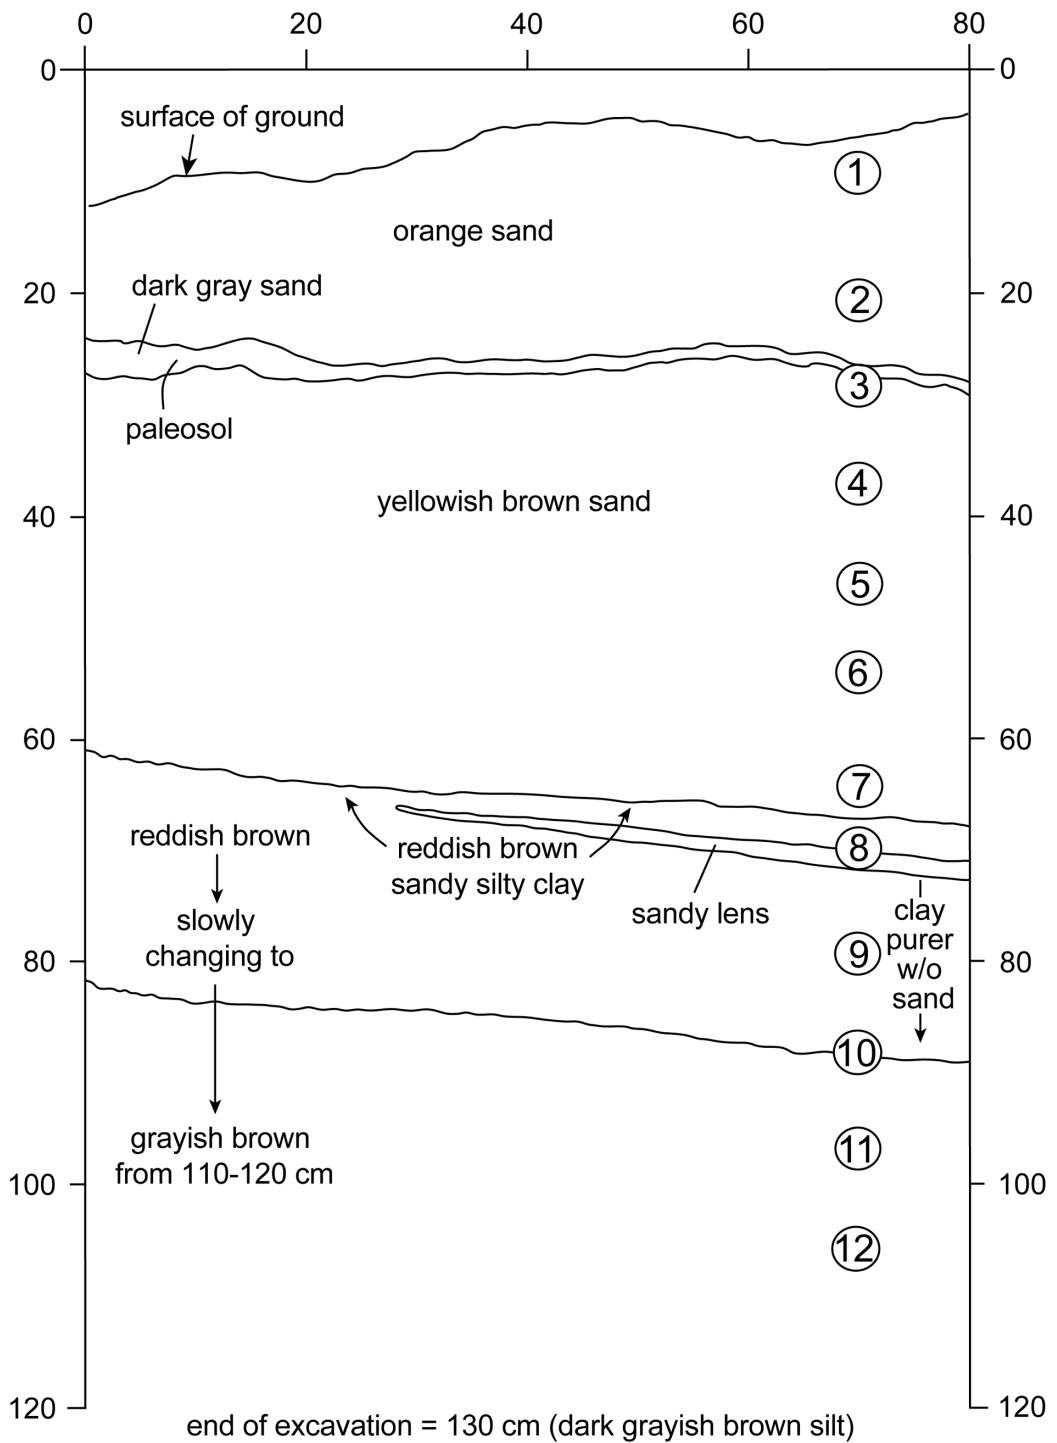 0 20 40 60 80
0 0
surface of ground
1
orange sand
dark gray sand
20 2 20
3
paleosol
4
yellowish brown sand
40 40
5
6
60 60
7
reddish brown
reddish brown
8
sandy silty clay
sandy lens
slowly
changing to
clay
purer
w/o
sand
9
80 80
10
grayish brown
from 110-120 cm
11
100 100
12
120 120
end of excavation = 130 cm (dark grayish brown silt)